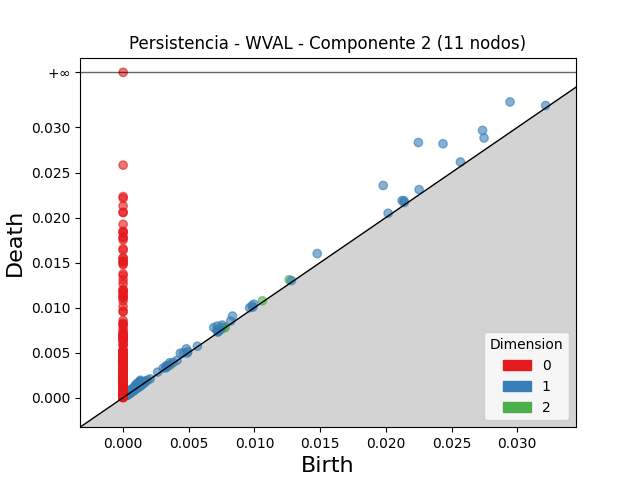 Persistencia - WVAL - Componente 2 (11 nodos)
+∞
0.030
0.025
0.020
0.015
0.010
0.005
0.000
Death
Dimension
0
1
2
0.000 0.005 0.010 0.015 0.020 0.025 0.030
Birth